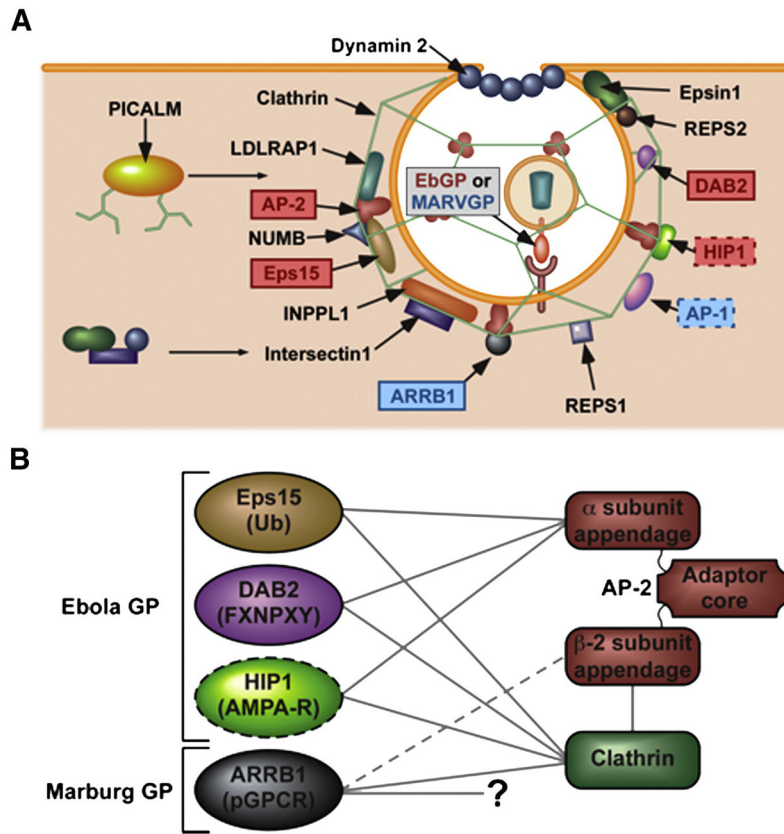 A
Dynamin 2
Clathrin
Epsin1
PICALM
REPS2
LDLRAP1
EbGP or
MARVGP
DAB2
AP-2
NUMB
HIP1
Eps15
INPPL1
AP-1
Intersectin1
ARRB1
REPS1
B
Eps15
(Ub)
α subunit
appendage
DAB2
(FXNPXY)
AP-2
Adaptor
core
Ebola GP
β-2 subunit
appendage
HIP1
(AMPA-R)
Clathrin
Marburg GP
ARRB1
(pGPCR)
?